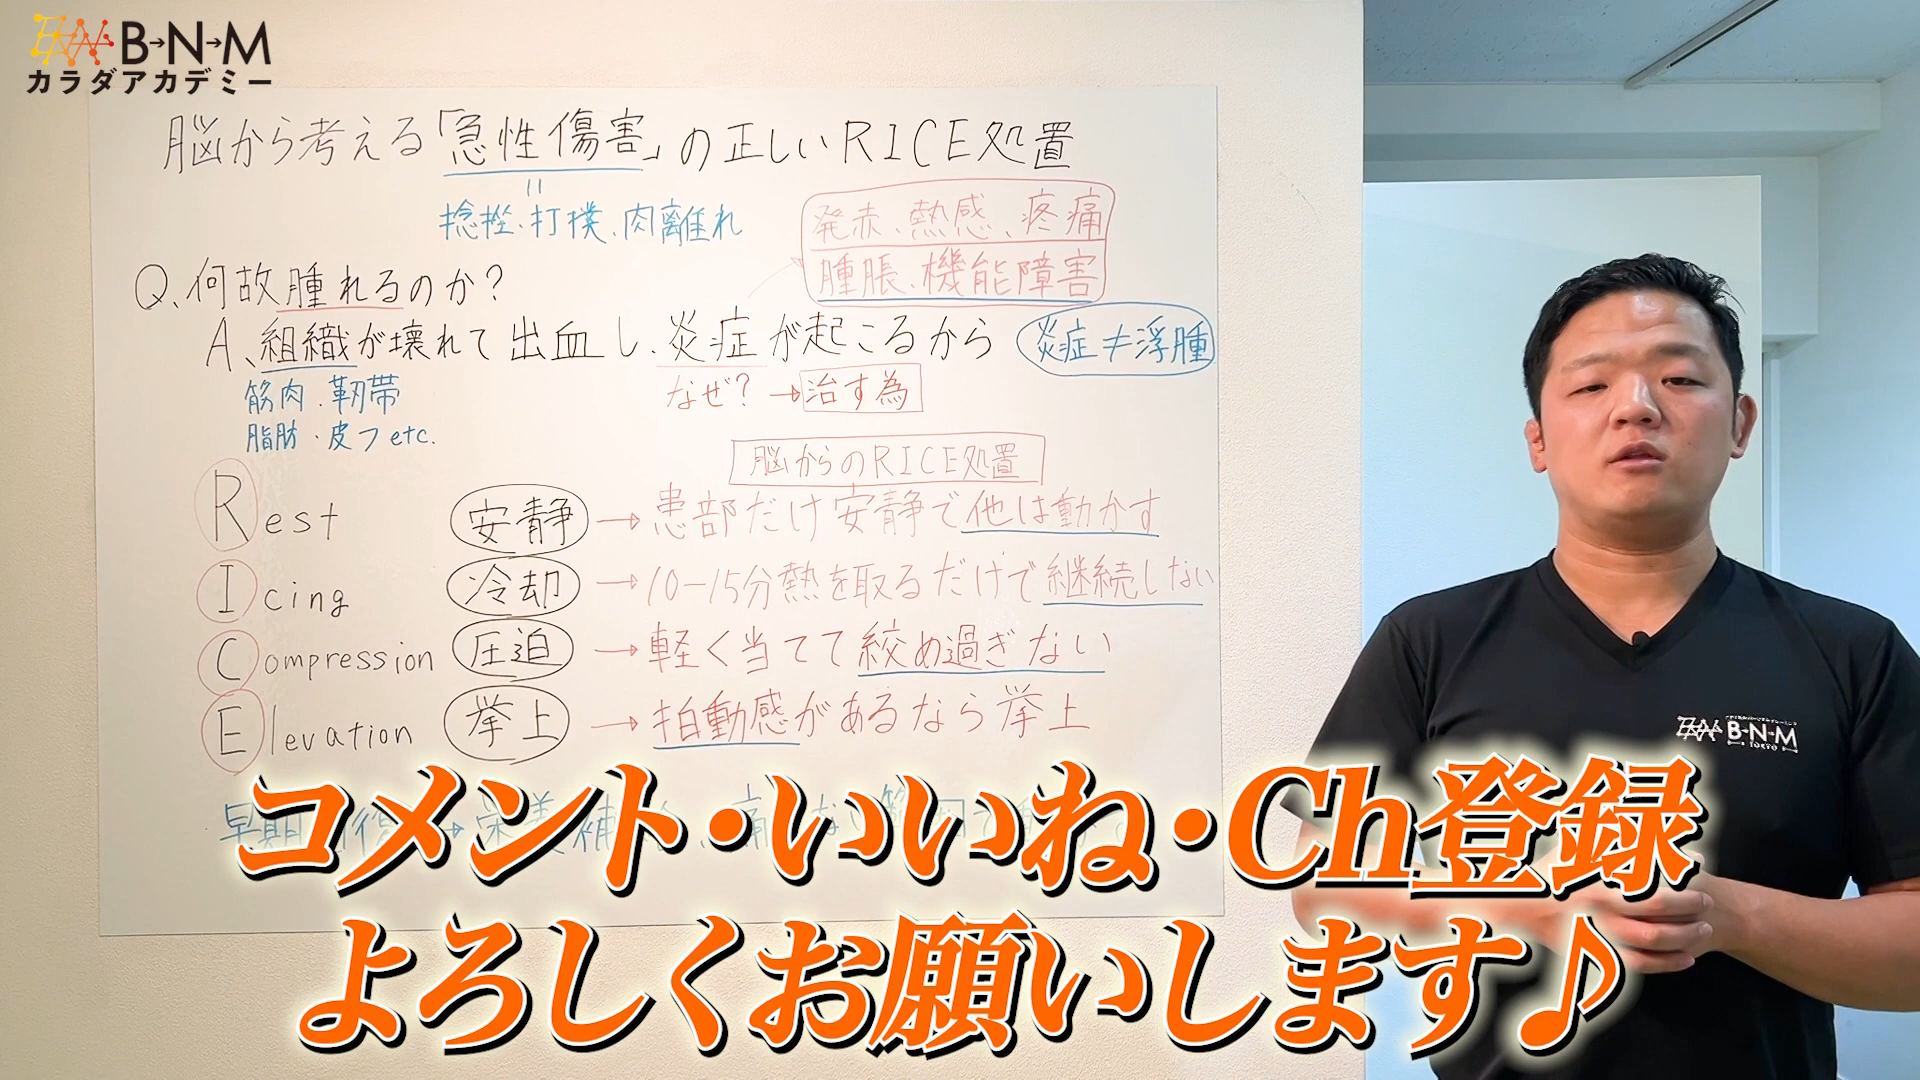 B→N→M
カラダアカデミー
脳から考える「急性傷害」の正しいRICE処置
捻挫、打撲、肉離れ
発赤、熱感、疼痛
腫脹、機能障害
Q、何故腫れるのか?
A、組織が壊れて出血し、炎症が起こるから
炎症≠浮腫
筋肉、靭帯
脂肪・皮フetc.
なぜ?→治す為
脳からのRICE処置
Rest 安静→患部だけ安静で他は動かす
Icing 冷却→10-15分熱を取るだけで継続しない
Compression 圧迫→軽く当てて絞め過ぎない
Elevation 挙上→拍動感があるなら挙上
早期
コメント・いいね・Ch登録
よろしくお願いします♪
B-N-M
TOKYO